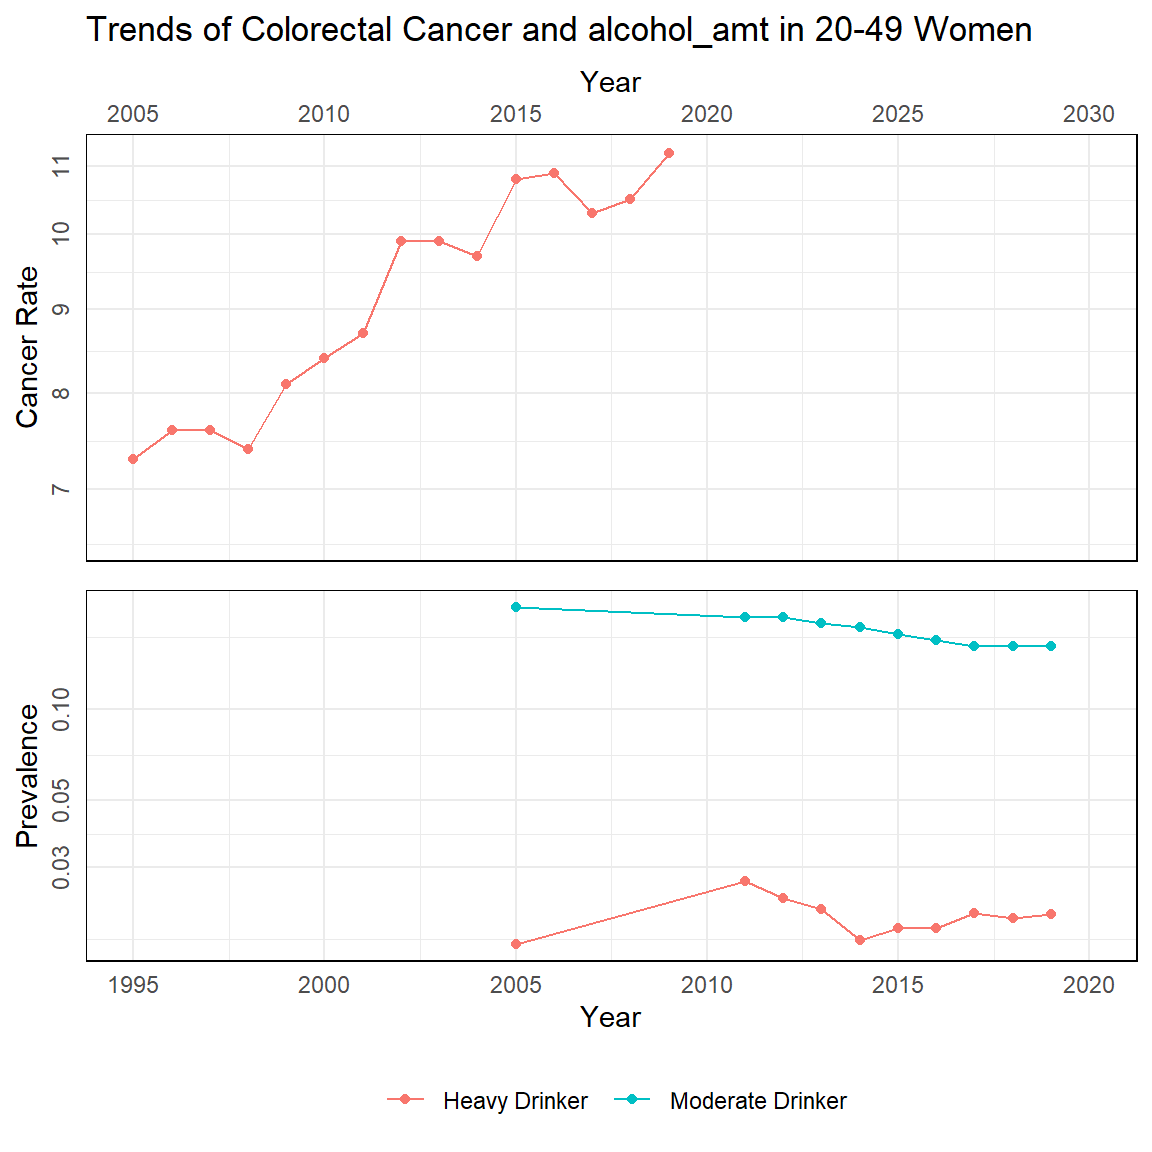 Trends of Colorectal Cancer and alcohol_amt in 20-49 Women
Year
2005 2010 2015 2020 2025 2030
11
10
9
8
7
Cancer Rate
0.10
0.05
0.03
Prevalence
1995 2000 2005 2010 2015 2020
Year
Heavy Drinker Moderate Drinker